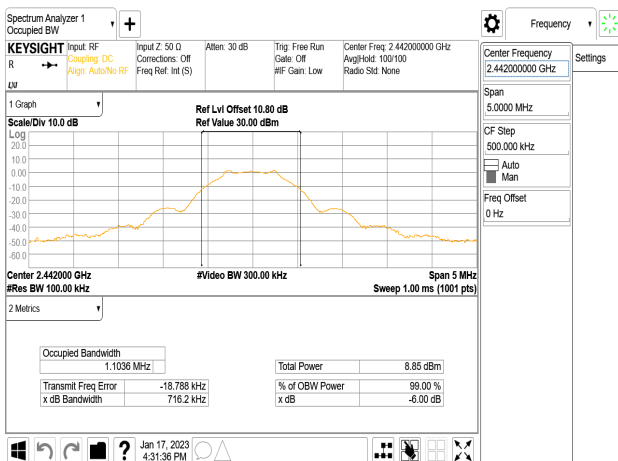 Spectrum Analyzer 1
Occupied BW
Frequency
KEYSIGHT
R
LXI
Input: RF
Coupling: DC
Align: Auto/No RF
Input Z: 50 Ω
Corrections: Off
Freq Ref: Int (S)
Atten: 30 dB
Trig: Free Run
Gate: Off
#IF Gain: Low
Center Freq: 2.442000000 GHz
Avg|Hold: 100/100
Radio Std: None
Center Frequency
2.442000000 GHz
Settings
Span
5.0000 MHz
CF Step
500.000 kHz
Auto
Man
Freq Offset
0 Hz
1 Graph
Scale/Div 10.0 dB
Ref Lvl Offset 10.80 dB
Ref Value 30.00 dBm
Log
20.0
10.0
0.00
-10.0
-20.0
-30.0
-40.0
-50.0
-60.0
Center 2.442000 GHz
#Video BW 300.00 kHz
Span 5 MHz
#Res BW 100.00 kHz
Sweep 1.00 ms (1001 pts)
2 Metrics
Occupied Bandwidth
1.1036 MHz
Total Power 8.85 dBm
Transmit Freq Error -18.788 kHz
% of OBW Power 99.00 %
x dB Bandwidth 716.2 kHz
x dB -6.00 dB
?
Jan 17, 2023
4:31:36 PM